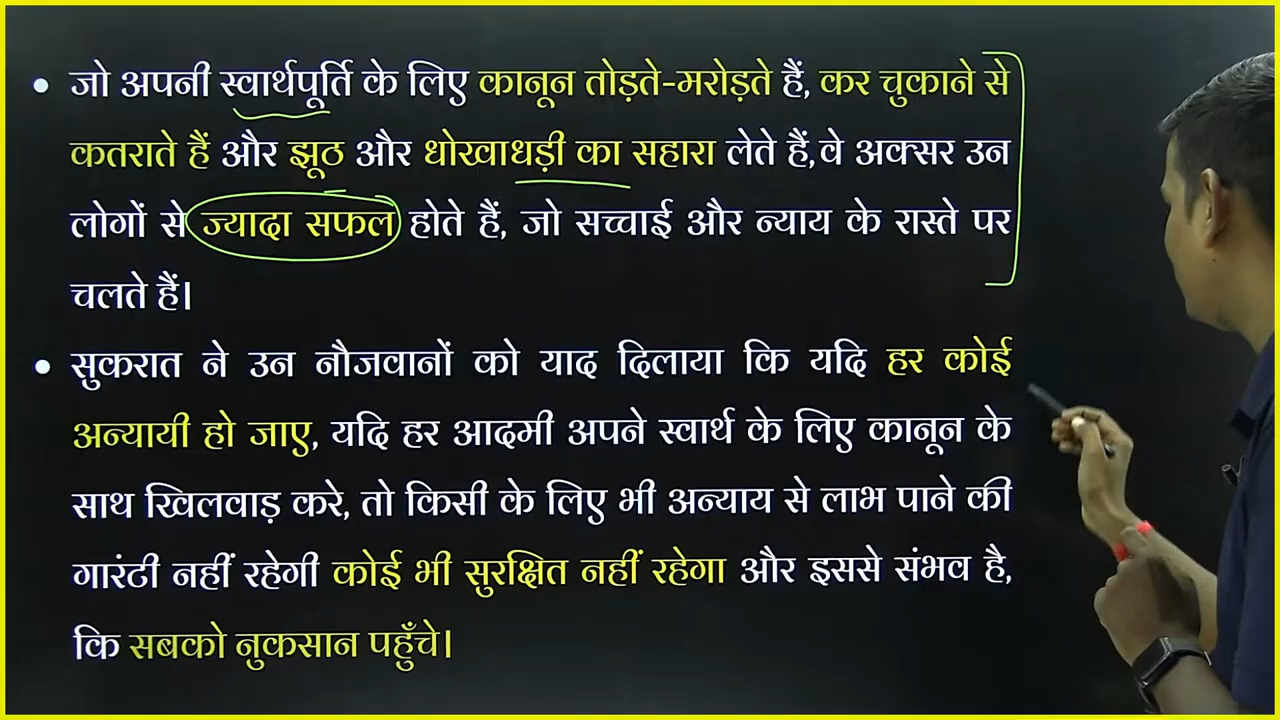 • जो अपनी स्वार्थपूर्ति के लिए कानून तोड़ते-मरोड़ते हैं, कर चुकाने से
कतराते हैं और झूठ और धोखाधड़ी का सहारा लेते हैं, वे अक्सर उन
लोगों से ज्यादा सफल होते हैं, जो सच्चाई और न्याय के रास्ते पर
चलते हैं।
• सुकरात ने उन नौजवानों को याद दिलाया कि यदि हर कोई
अन्यायी हो जाए, यदि हर आदमी अपने स्वार्थ के लिए कानून के
साथ खिलवाड़ करे, तो किसी के लिए भी अन्याय से लाभ पाने की
गारंटी नहीं रहेगी कोई भी सुरक्षित नहीं रहेगा और इससे संभव है,
कि सबको नुकसान पहुँचे।